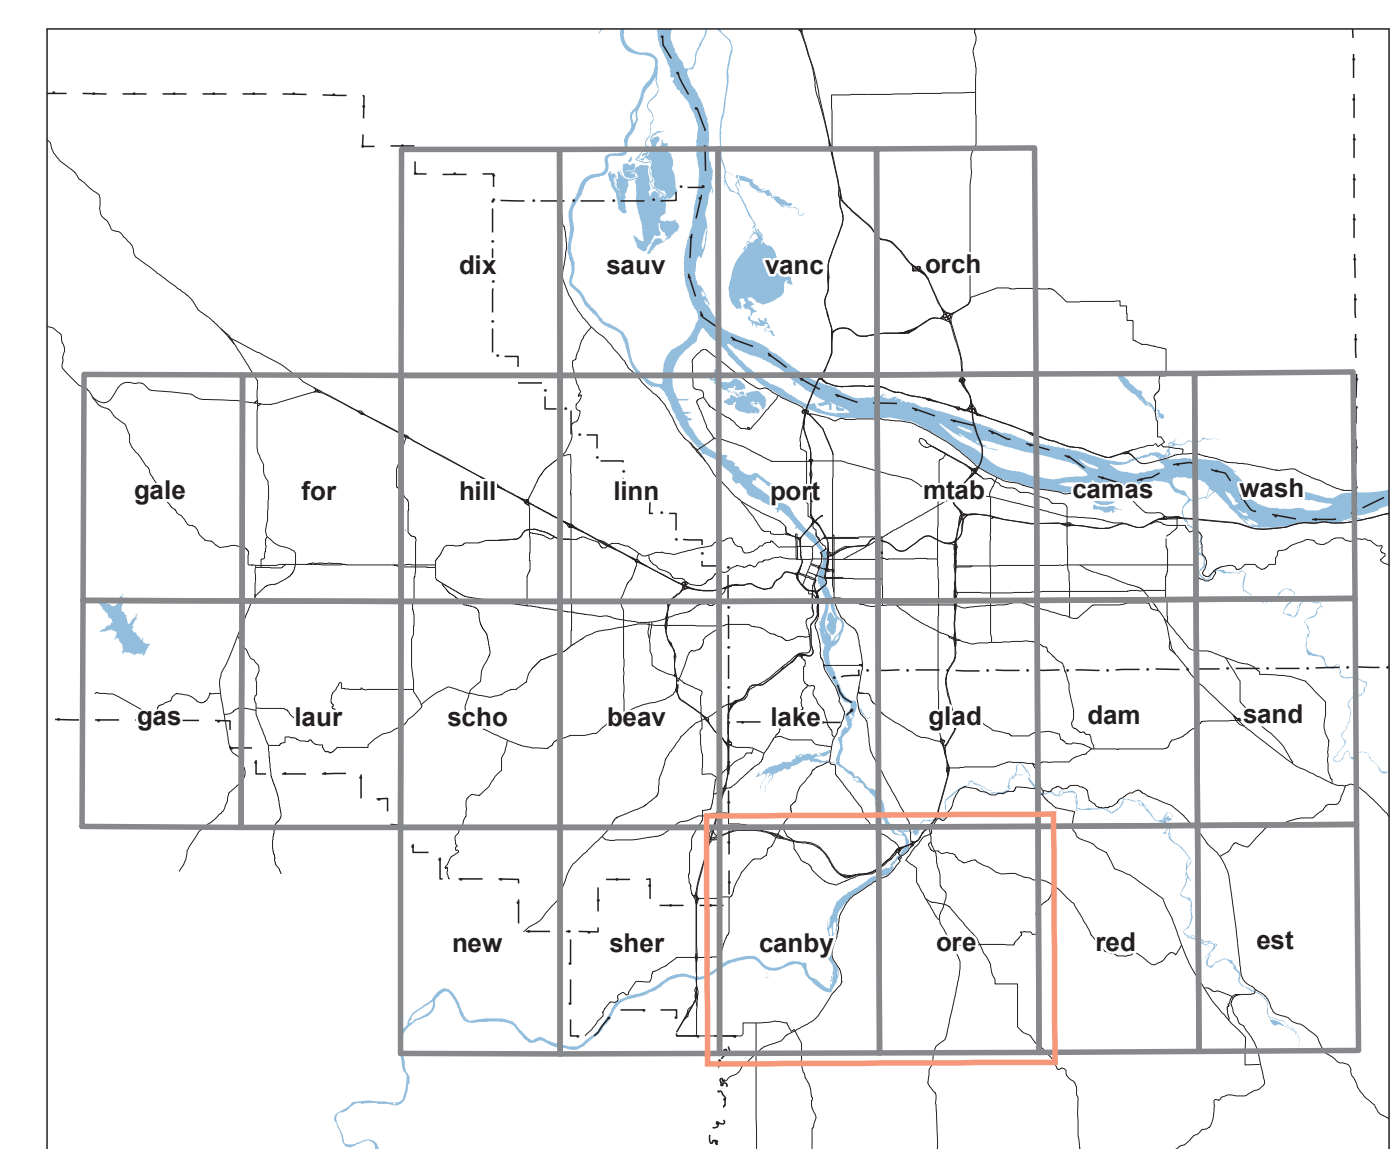 dix sauv vanc orch
gale for hill linn port mtab camas wash
gas laur scho beav lake glad dam sand
new sher canby ore red est